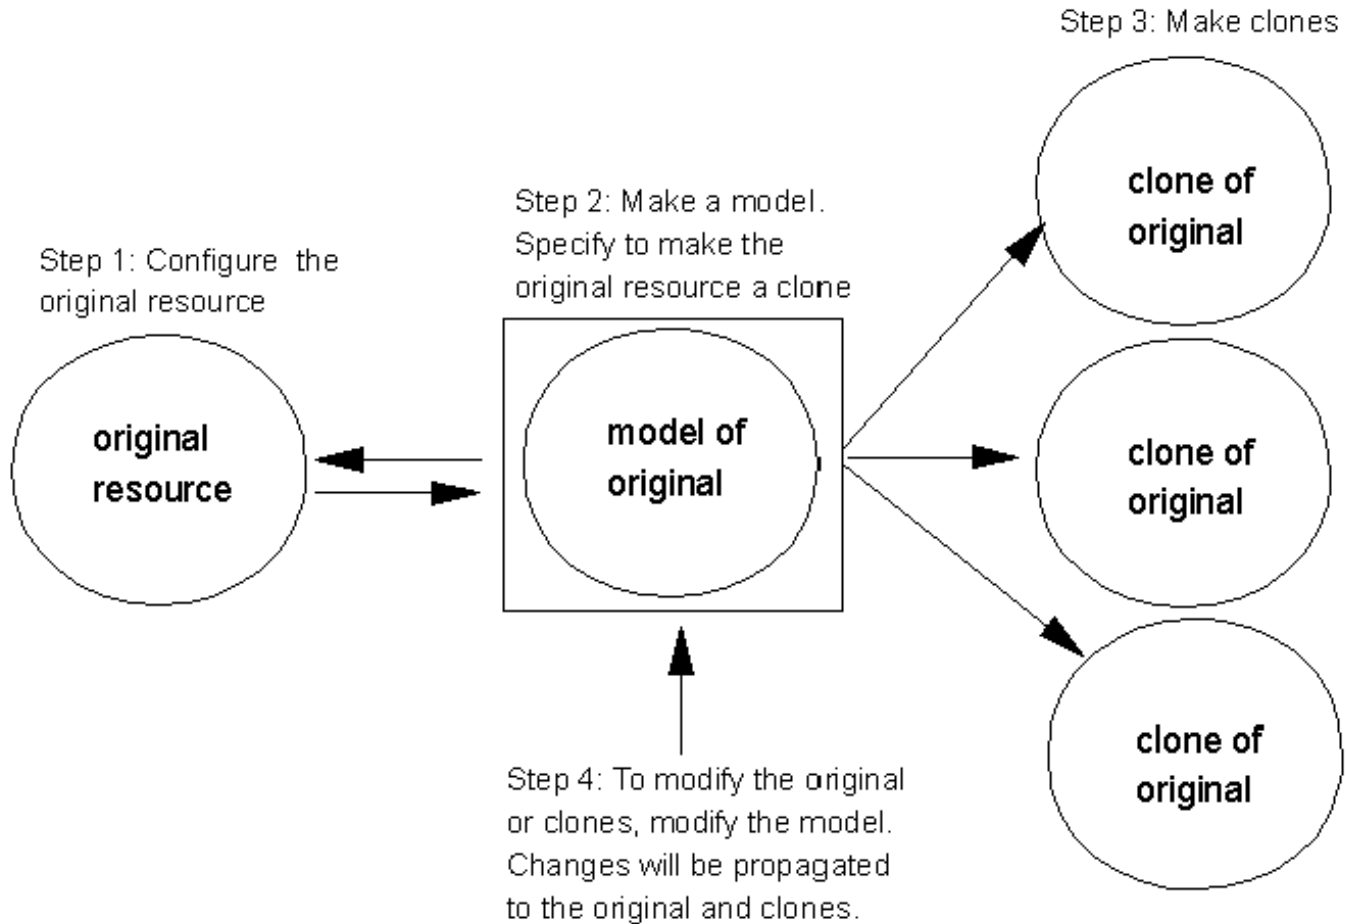 Step 1: Configure the
original resource
original
resource
Step 2: Make a model.
Specify to make the
original resource a clone
model of
original
Step 3: Make clones
clone of
original
clone of
original
clone of
original
Step 4: To modify the original
or clones, modify the model.
Changes will be propagated
to the original and clones.